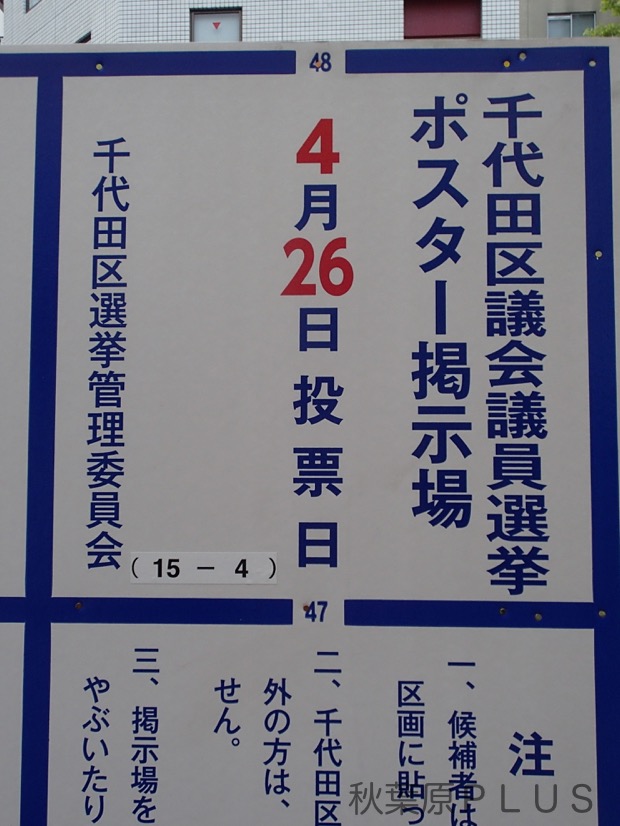 48
千代田区議会議員選挙
ポスター掲示場
4月26日投票日
千代田区選挙管理委員会
(15－4)
47
注
一、候補者は
区画に貼っ
二、千代田区
外の方は、
せん。
三、掲示場を
やぶいたり
秋葉原PLUS